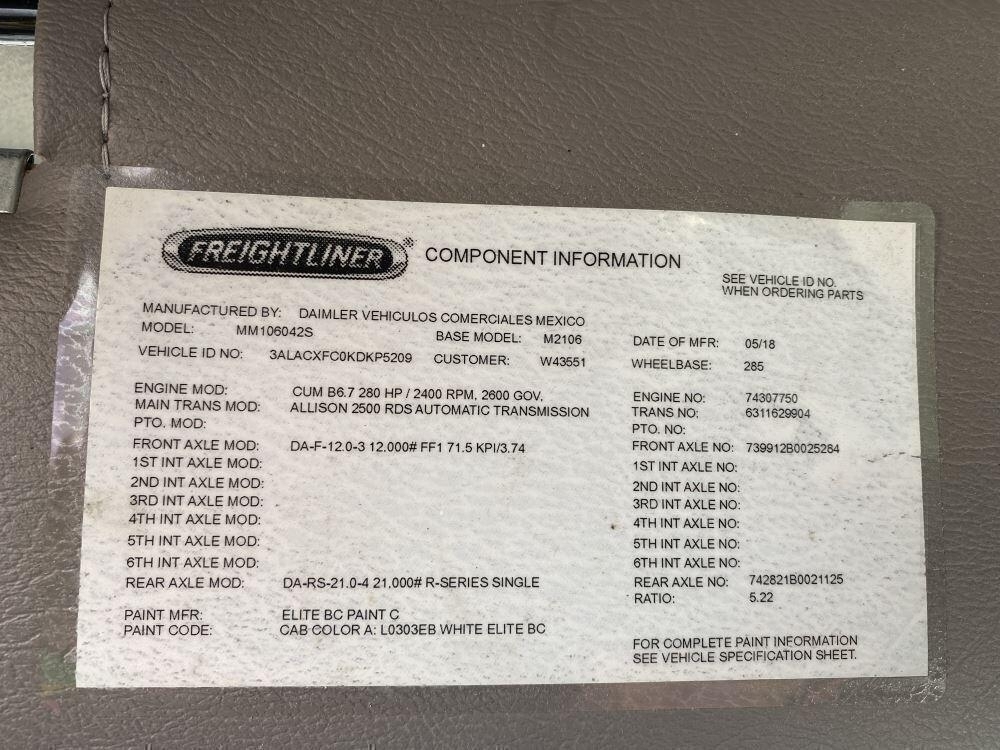 FREIGHTLINER® COMPONENT INFORMATION
SEE VEHICLE ID NO.
WHEN ORDERING PARTS
MANUFACTURED BY: DAIMLER VEHICULOS COMERCIALES MEXICO
MODEL: MM106042S BASE MODEL: M2106 DATE OF MFR: 05/18
VEHICLE ID NO: 3ALACXFC0KDKP5209 CUSTOMER: W43551 WHEELBASE: 285
ENGINE MOD: CUM B6.7 280 HP / 2400 RPM, 2600 GOV, ENGINE NO: 74307750
MAIN TRANS MOD: ALLISON 2500 RDS AUTOMATIC TRANSMISSION TRANS NO: 6311629904
PTO. MOD: PTO. NO:
FRONT AXLE MOD: DA-F-12.0-3 12.000# FF1 71.5 KPI/3.74 FRONT AXLE NO: 739912B0025284
1ST INT AXLE MOD: 1ST INT AXLE NO:
2ND INT AXLE MOD: 2ND INT AXLE NO:
3RD INT AXLE MOD: 3RD INT AXLE NO:
4TH INT AXLE MOD: 4TH INT AXLE NO:
5TH INT AXLE MOD: 5TH INT AXLE NO:
6TH INT AXLE MOD: 6TH INT AXLE NO:
REAR AXLE MOD: DA-RS-21.0-4 21,000# R-SERIES SINGLE REAR AXLE NO: 742821B0021125
RATIO: 5.22
PAINT MFR: ELITE BC PAINT C
PAINT CODE: CAB COLOR A: L0303EB WHITE ELITE BC
FOR COMPLETE PAINT INFORMATION
SEE VEHICLE SPECIFICATION SHEET.